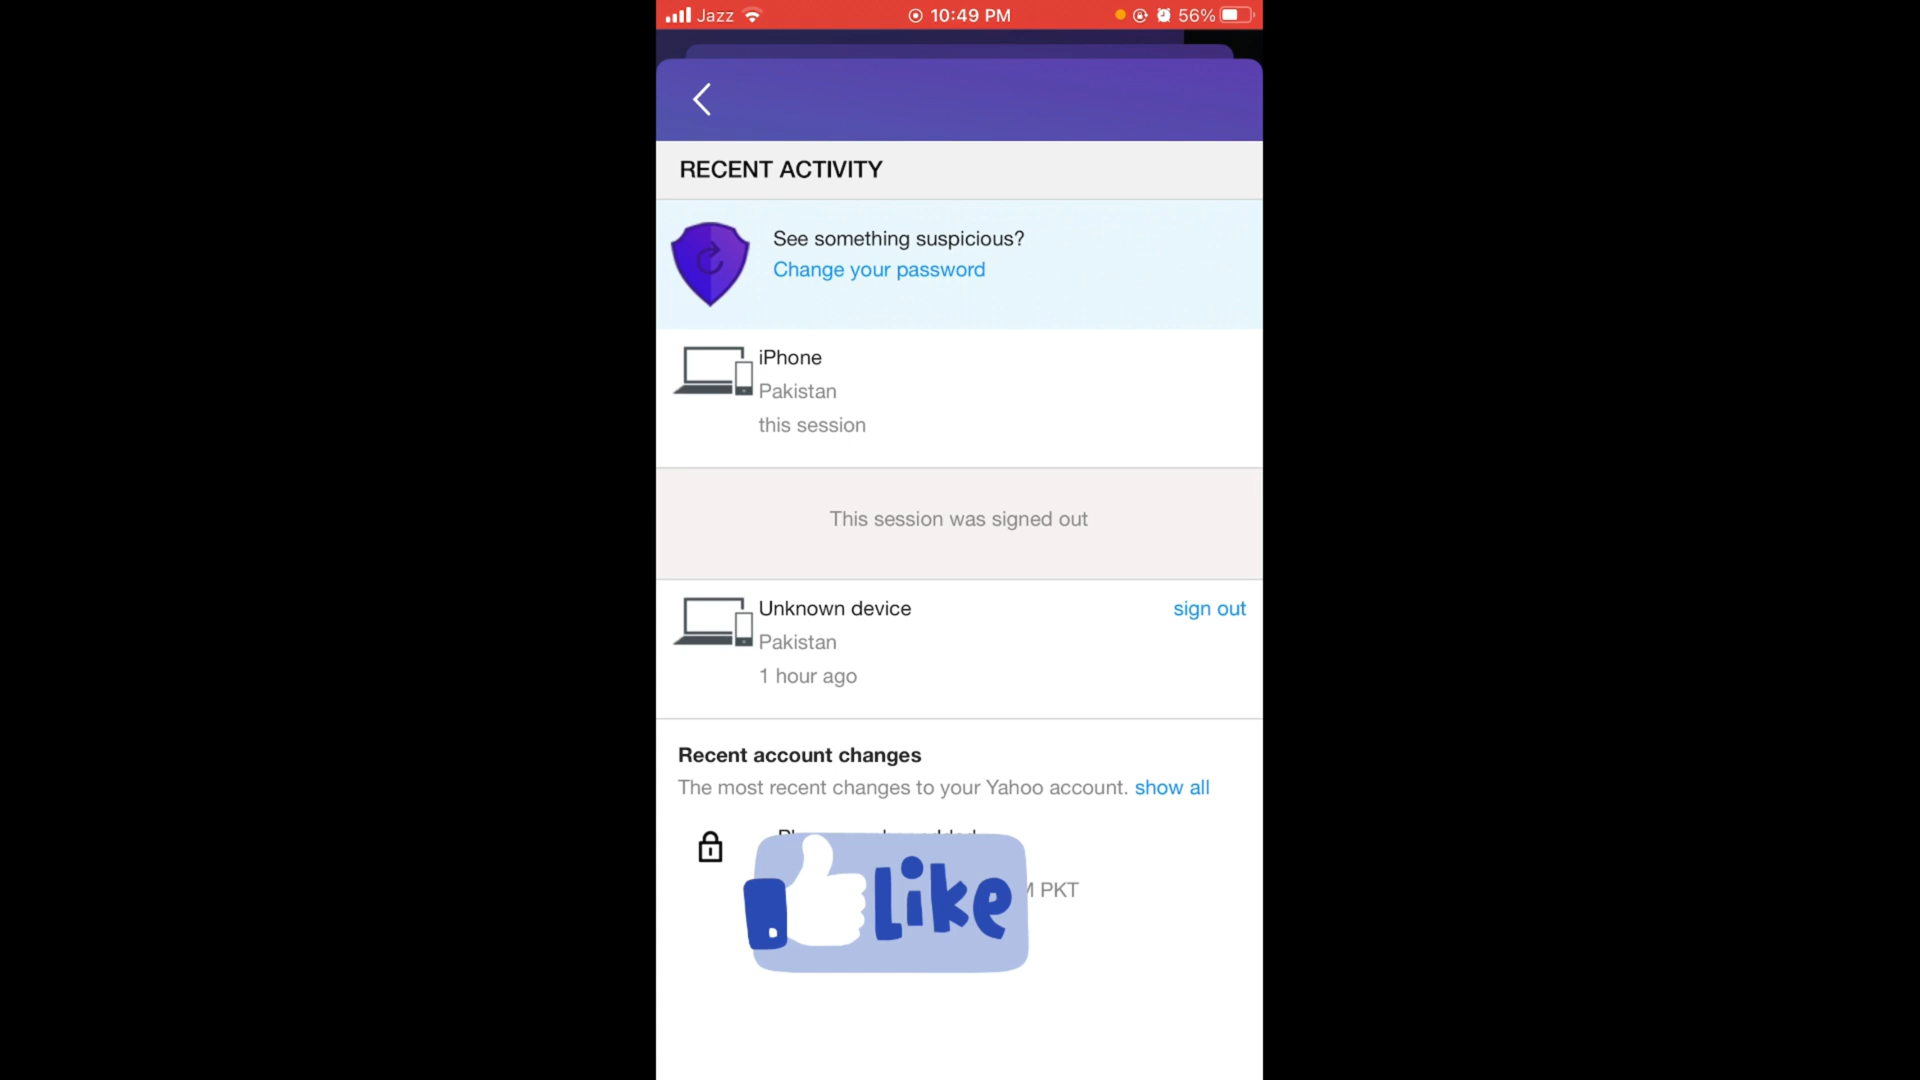 Jazz 10:49 PM 56%
RECENT ACTIVITY
See something suspicious?
Change your password
iPhone
Pakistan
this session
This session was signed out
Unknown device sign out
Pakistan
1 hour ago
Recent account changes
The most recent changes to your Yahoo account. show all
Like
PKT